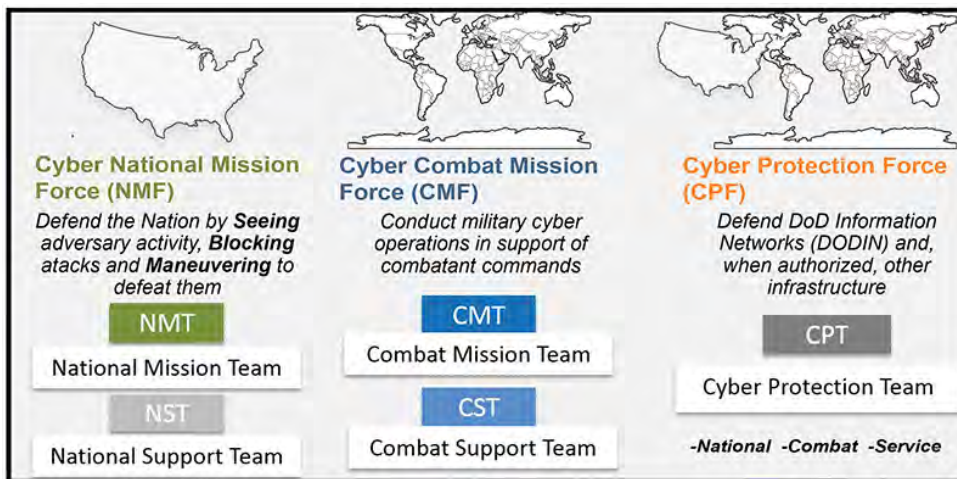 Cyber National Mission
Force (NMF)
Defend the Nation by Seeing
adversary activity, Blocking
atacks and Maneuvering to
defeat them
NMT
National Mission Team
NST
National Support Team
Cyber Combat Mission
Force (CMF)
Conduct military cyber
operations in support of
combatant commands
CMT
Combat Mission Team
CST
Combat Support Team
Cyber Protection Force
(CPF)
Defend DoD Information
Networks (DODIN) and,
when authorized, other
infrastructure
CPT
Cyber Protection Team
-National -Combat -Service